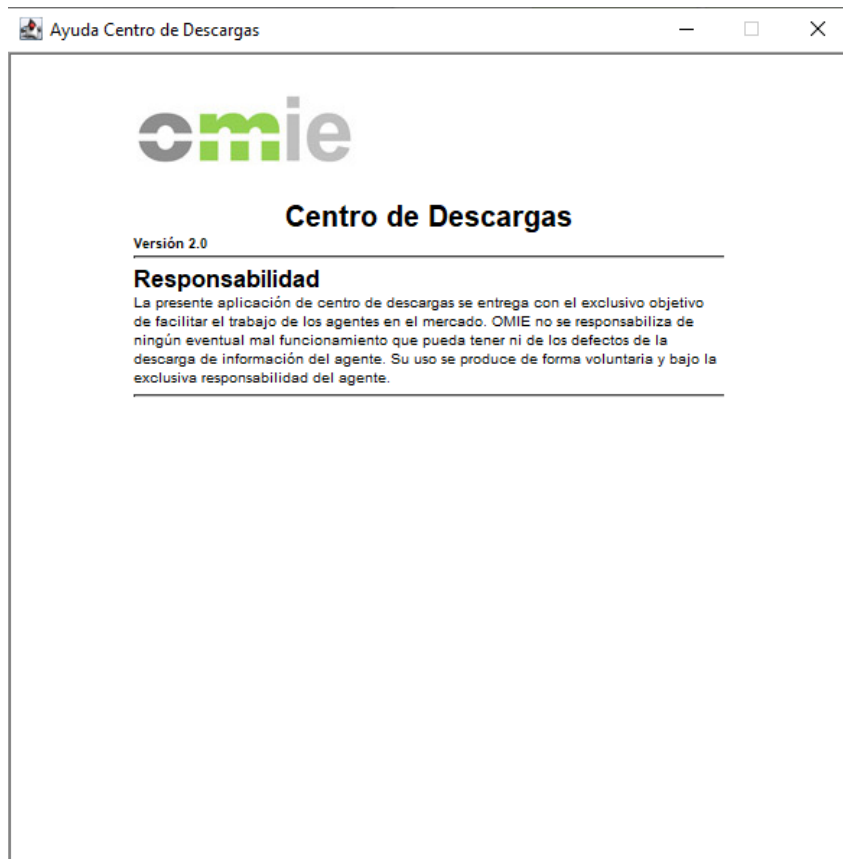 Ayuda Centro de Descargas
omie
Centro de Descargas
Versión 2.0
Responsabilidad
La presente aplicación de centro de descargas se entrega con el exclusivo objetivo
de facilitar el trabajo de los agentes en el mercado. OMIE no se responsabiliza de
ningún eventual mal funcionamiento que pueda tener ni de los defectos de la
descarga de información del agente. Su uso se produce de forma voluntaria y bajo la
exclusiva responsabilidad del agente.